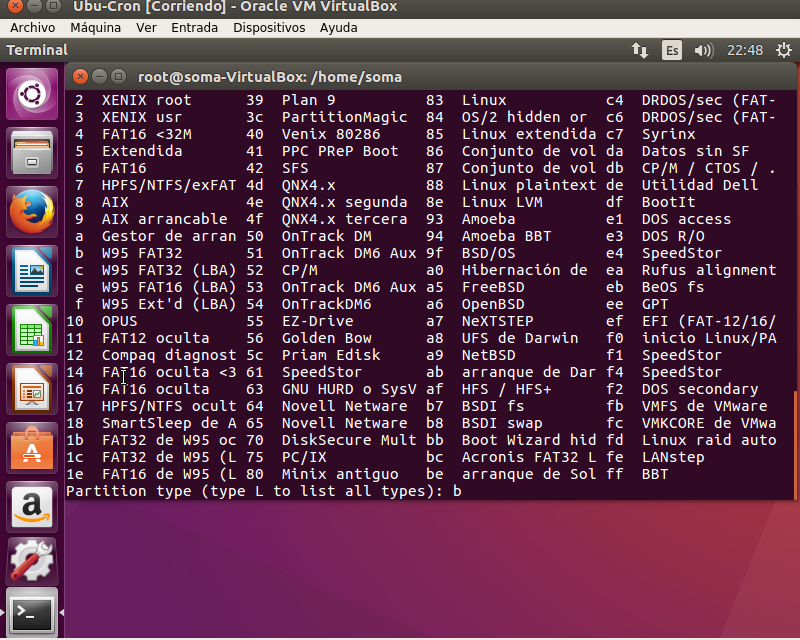 Ubu-Cron [Corriendo] - Oracle VM VirtualBox
Archivo Máquina Ver Entrada Dispositivos Ayuda
Terminal Es 22:48
root@soma-VirtualBox: /home/soma
2 XENIX root 39 Plan 9 83 Linux c4 DRDOS/sec (FAT-
3 XENIX usr 3c PartitionMagic 84 OS/2 hidden or c6 DRDOS/sec (FAT-
4 FAT16 <32M 40 Venix 80286 85 Linux extendida c7 Syrinx
5 Extendida 41 PPC PReP Boot 86 Conjunto de vol da Datos sin SF
6 FAT16 42 SFS 87 Conjunto de vol db CP/M / CTOS / .
7 HPFS/NTFS/exFAT 4d QNX4.x 88 Linux plaintext de Utilidad Dell
8 AIX 4e QNX4.x segunda 8e Linux LVM df BootIt
9 AIX arrancable 4f QNX4.x tercera 93 Amoeba e1 DOS access
a Gestor de arran 50 OnTrack DM 94 Amoeba BBT e3 DOS R/O
b W95 FAT32 51 OnTrack DM6 Aux 9f BSD/OS e4 SpeedStor
c W95 FAT32 (LBA) 52 CP/M a0 Hibernación de ea Rufus alignment
e W95 FAT16 (LBA) 53 OnTrack DM6 Aux a5 FreeBSD eb BeOS fs
f W95 Ext'd (LBA) 54 OnTrackDM6 a6 OpenBSD ee GPT
10 OPUS 55 EZ-Drive a7 NeXTSTEP ef EFI (FAT-12/16/
11 FAT12 oculta 56 Golden Bow a8 UFS de Darwin f0 inicio Linux/PA
12 Compaq diagnost 5c Priam Edisk a9 NetBSD f1 SpeedStor
14 FAT16 oculta <3 61 SpeedStor ab arranque de Dar f4 SpeedStor
16 FAT16 oculta 63 GNU HURD o SysV af HFS / HFS+ f2 DOS secondary
17 HPFS/NTFS ocult 64 Novell Netware b7 BSDI fs fb VMFS de VMware
18 SmartSleep de A 65 Novell Netware b8 BSDI swap fc VMKCORE de VMwa
1b FAT32 de W95 oc 70 DiskSecure Mult bb Boot Wizard hid fd Linux raid auto
1c FAT32 de W95 (L 75 PC/IX bc Acronis FAT32 L fe LANstep
1e FAT16 de W95 (L 80 Minix antiguo be arranque de Sol ff BBT
Partition type (type L to list all types): b